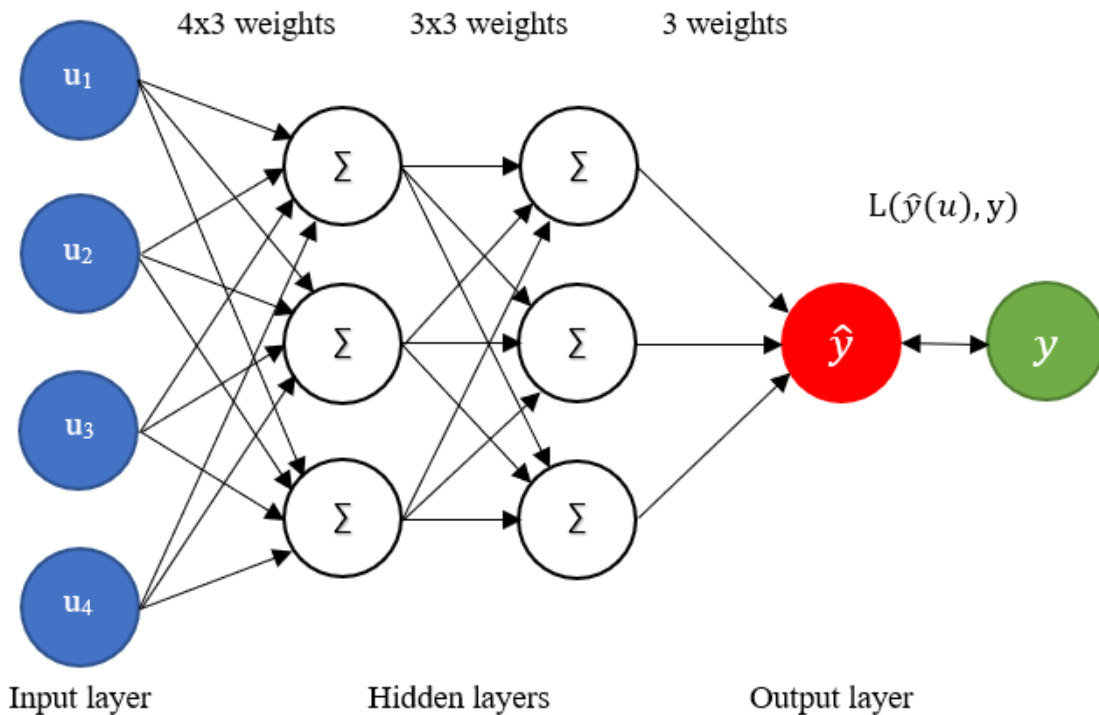 4x3 weights 3x3 weights 3 weights
u₁
Σ Σ
L(ŷ(u), y)
u₂
Σ Σ ŷ y
u₃
Σ Σ
u₄
Input layer Hidden layers Output layer